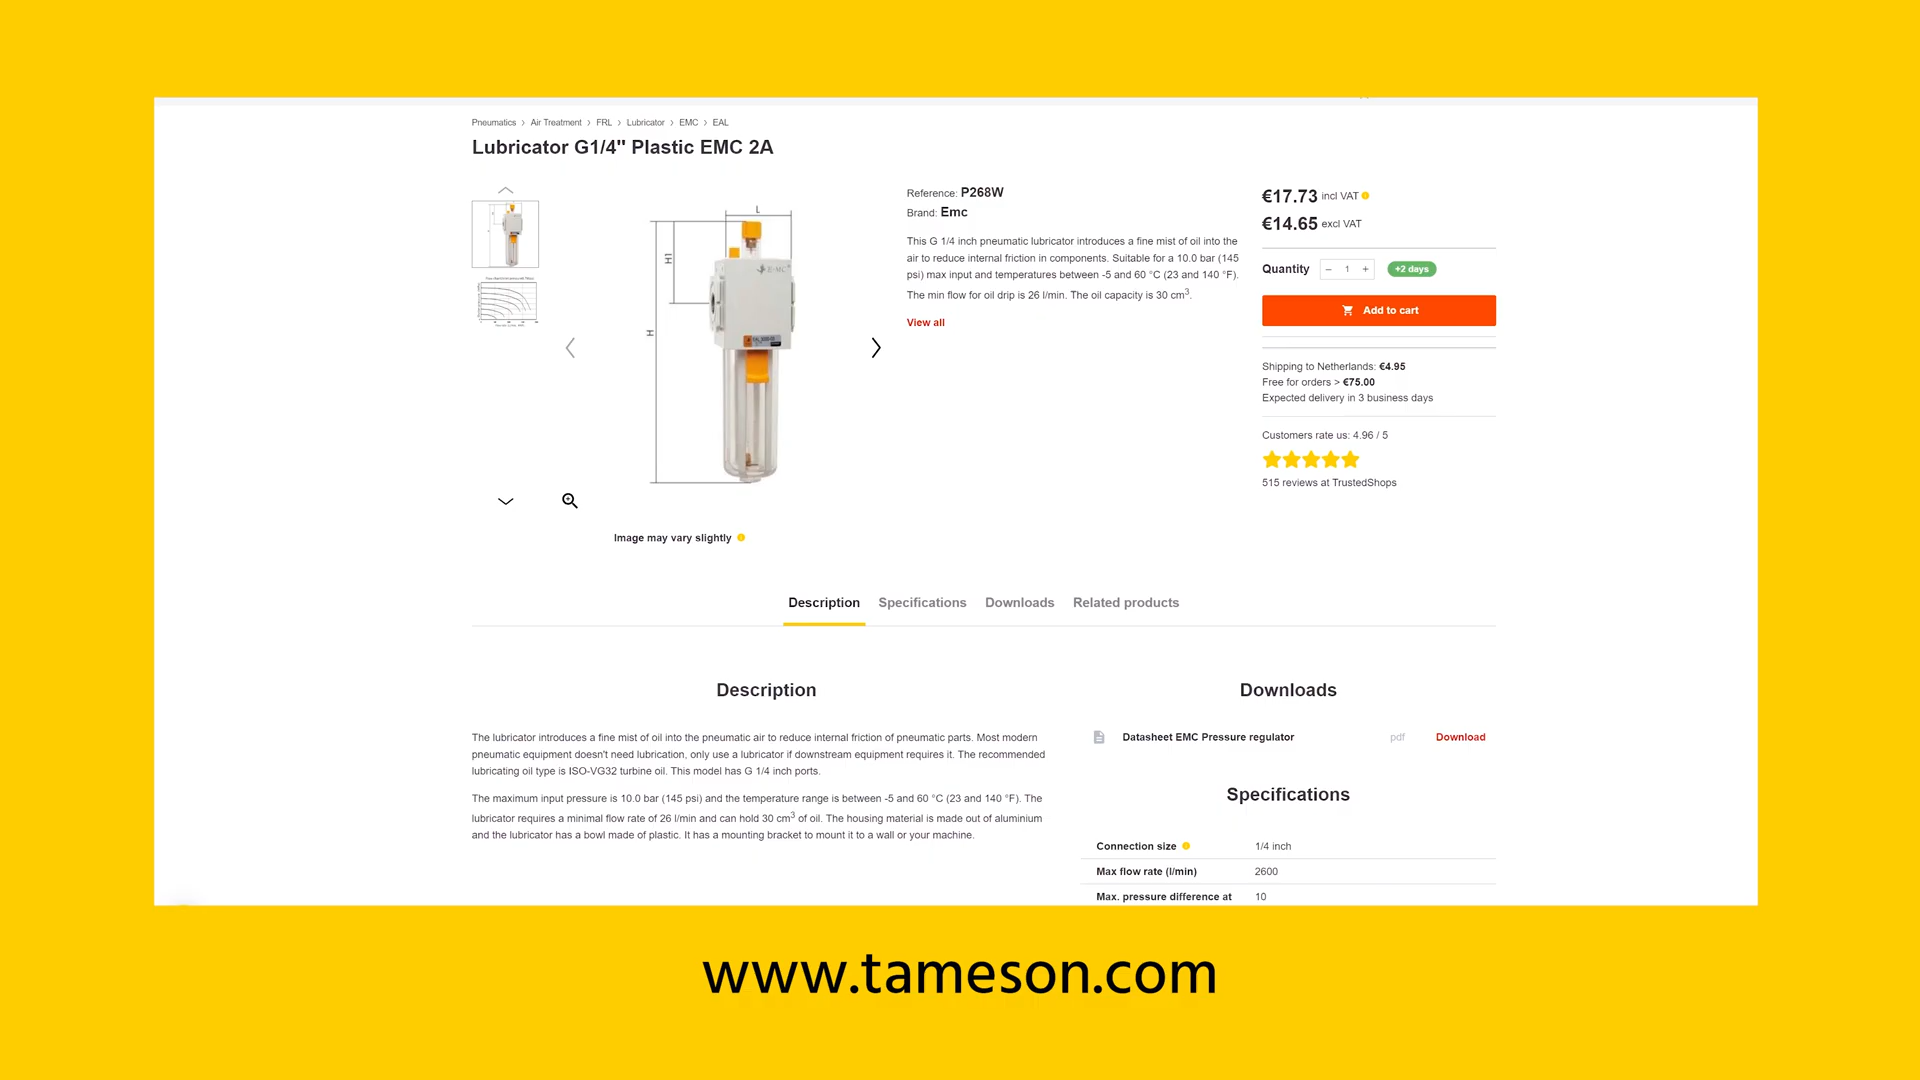 Pneumatics > Air Treatment > FRL > Lubricator > EMC > EAL
Lubricator G1/4" Plastic EMC 2A
L
H1
H
E·MC
Image may vary slightly
Reference: P268W
Brand: Emc
This G 1/4 inch pneumatic lubricator introduces a fine mist of oil into the
air to reduce internal friction in components. Suitable for a 10.0 bar (145
psi) max input and temperatures between -5 and 60 °C (23 and 140 °F).
The min flow for oil drip is 26 l/min. The oil capacity is 30 cm³.
View all
€17.73 incl VAT
€14.65 excl VAT
Quantity − 1 + +2 days
Add to cart
Shipping to Netherlands: €4.95
Free for orders > €75.00
Expected delivery in 3 business days
Customers rate us: 4.96 / 5
515 reviews at TrustedShops
Description Specifications Downloads Related products
Description
The lubricator introduces a fine mist of oil into the pneumatic air to reduce internal friction of pneumatic parts. Most modern
pneumatic equipment doesn't need lubrication, only use a lubricator if downstream equipment requires it. The recommended
lubricating oil type is ISO-VG32 turbine oil. This model has G 1/4 inch ports.
The maximum input pressure is 10.0 bar (145 psi) and the temperature range is between -5 and 60 °C (23 and 140 °F). The
lubricator requires a minimal flow rate of 26 l/min and can hold 30 cm³ of oil. The housing material is made out of aluminium
and the lubricator has a bowl made of plastic. It has a mounting bracket to mount it to a wall or your machine.
Downloads
Datasheet EMC Pressure regulator pdf Download
Specifications
Connection size 1/4 inch
Max flow rate (l/min) 2600
Max. pressure difference at 10
www.tameson.com